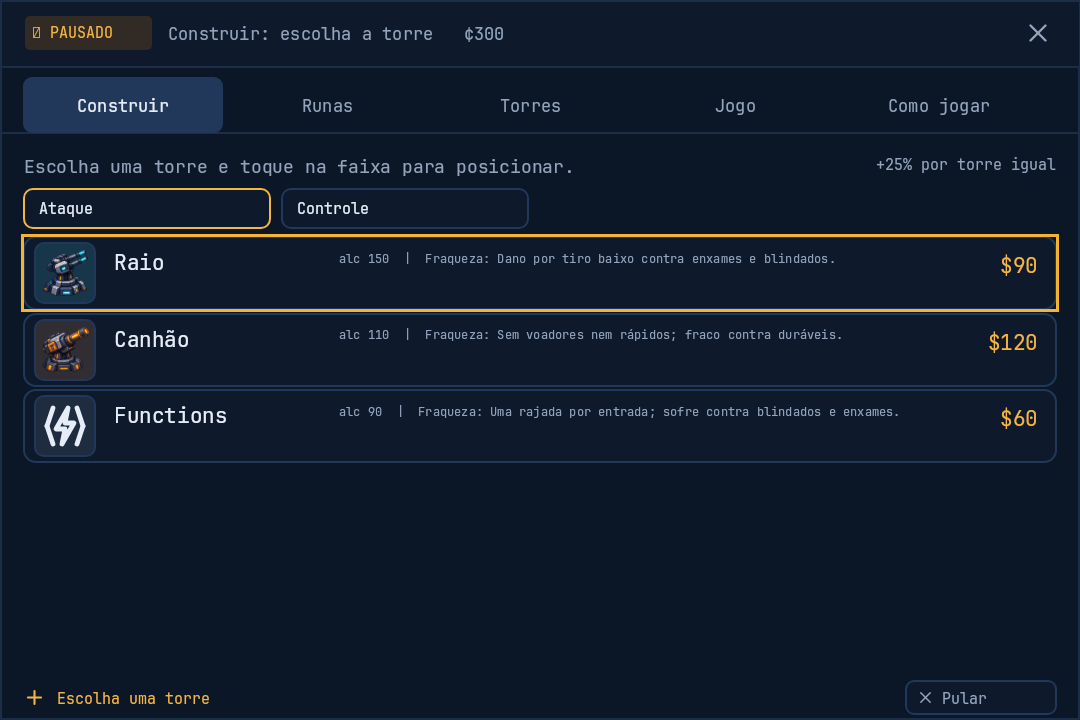 PAUSADO Construir: escolha a torre ¢300
Construir Runas Torres Jogo Como jogar
Escolha uma torre e toque na faixa para posicionar. +25% por torre igual
Ataque Controle
Raio alc 150 | Fraqueza: Dano por tiro baixo contra enxames e blindados. $90
Canhão alc 110 | Fraqueza: Sem voadores nem rápidos; fraco contra duráveis. $120
Functions alc 90 | Fraqueza: Uma rajada por entrada; sofre contra blindados e enxames. $60
+ Escolha uma torre × Pular